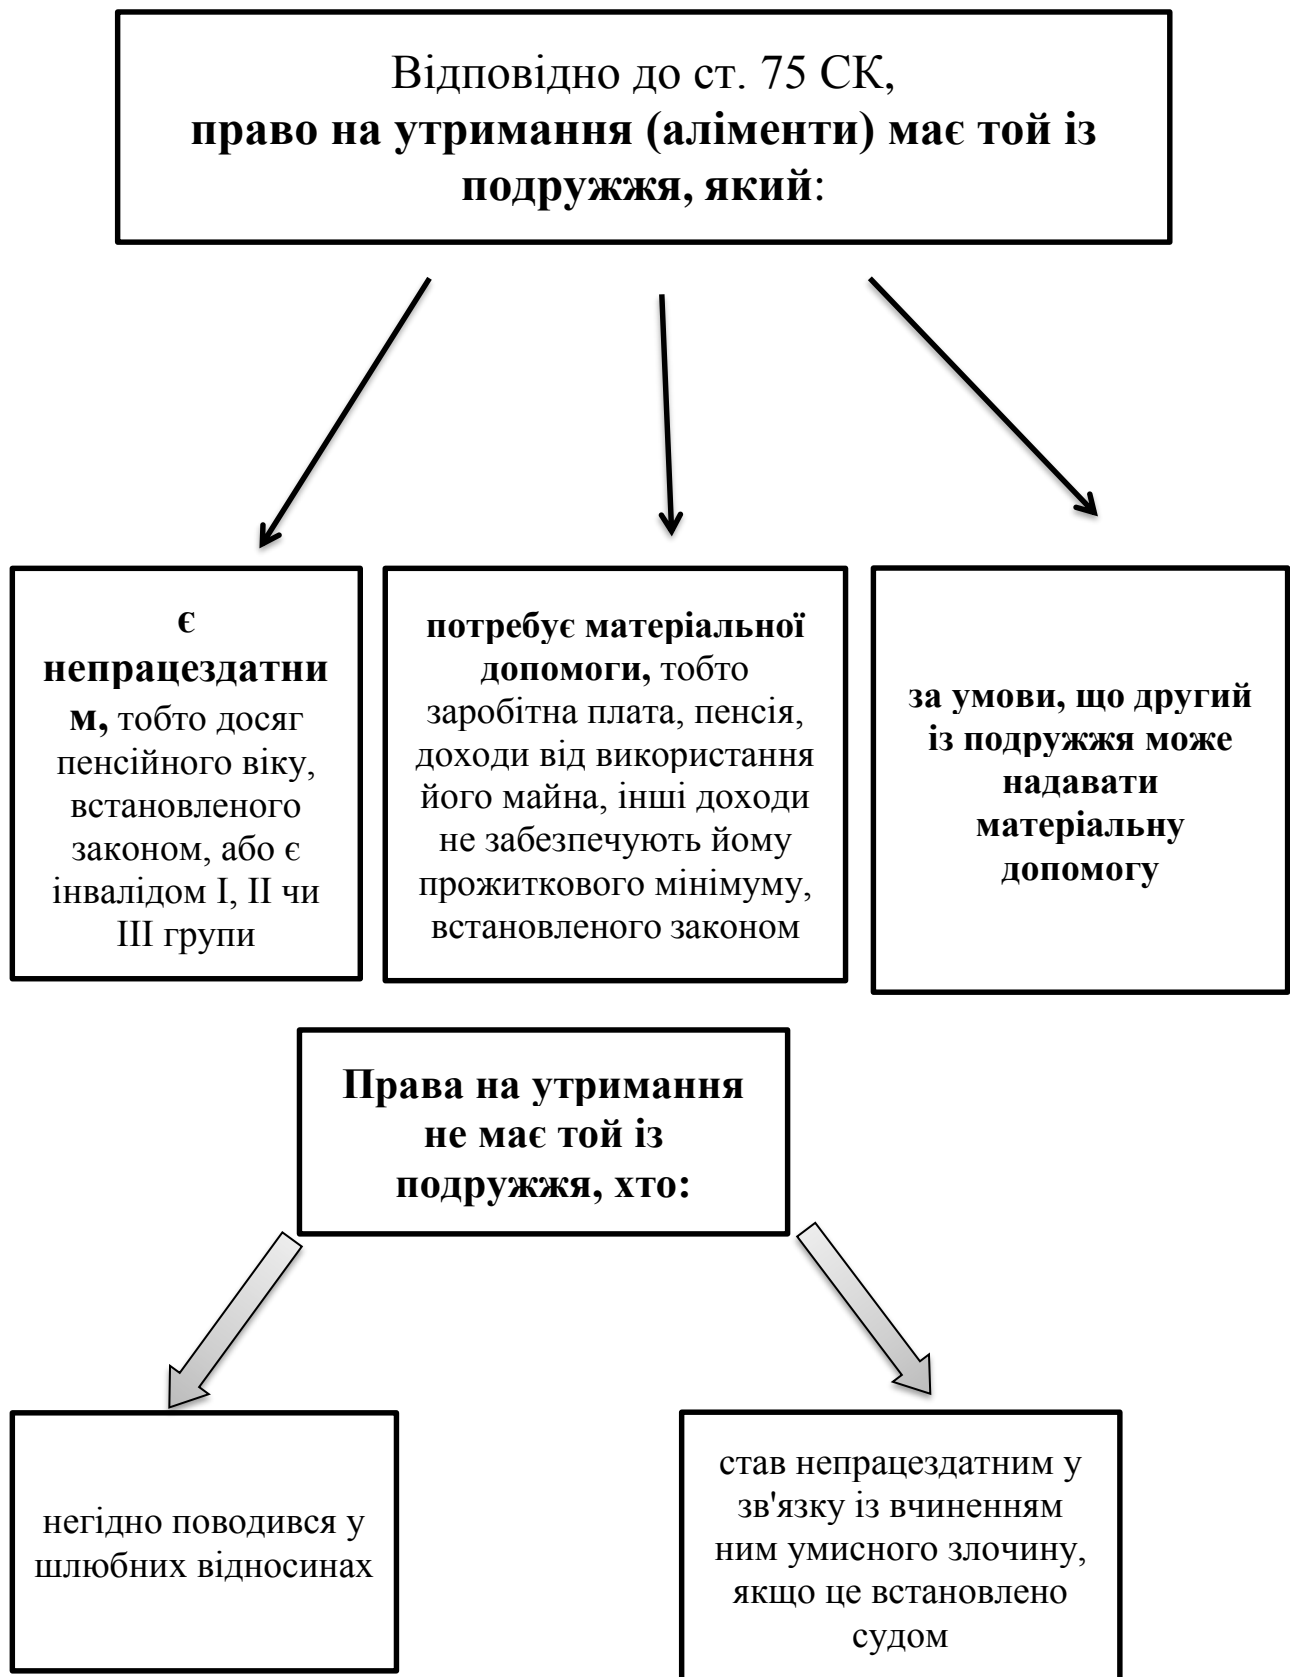 Відповідно до ст. 75 СК,
право на утримання (аліменти) має той із
подружжя, який:
є
непрацездатни
м, тобто досяг
пенсійного віку,
встановленого
законом, або є
інвалідом І, ІІ чи
ІІІ групи
потребує матеріальної
допомоги, тобто
заробітна плата, пенсія,
доходи від використання
його майна, інші доходи
не забезпечують йому
прожиткового мінімуму,
встановленого законом
за умови, що другий
із подружжя може
надавати
матеріальну
допомогу
Права на утримання
не має той із
подружжя, хто:
негідно поводився у
шлюбних відносинах
став непрацездатним у
зв'язку із вчиненням
ним умисного злочину,
якщо це встановлено
судом